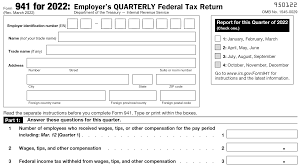 Form 941 for 2022: Employer's QUARTERLY Federal Tax Return
(Rev. March 2022) Department of the Treasury — Internal Revenue Service
950122
OMB No. 1545-0029
Employer identification number (EIN)
Name (not your trade name)
Trade name (if any)
Address
Number Street Suite or room number
City State ZIP code
Foreign country name Foreign province/county Foreign postal code
Report for this Quarter of 2022
(Check one.)
1: January, February, March
2: April, May, June
3: July, August, September
4: October, November, December
Go to www.irs.gov/Form941 for
instructions and the latest information.
Read the separate instructions before you complete Form 941. Type or print within the boxes.
Part 1: Answer these questions for this quarter.
1 Number of employees who received wages, tips, or other compensation for the pay period
including: Mar. 12 (Quarter 1) 1
2 Wages, tips, and other compensation 2
3 Federal income tax withheld from wages, tips, and other compensation 3